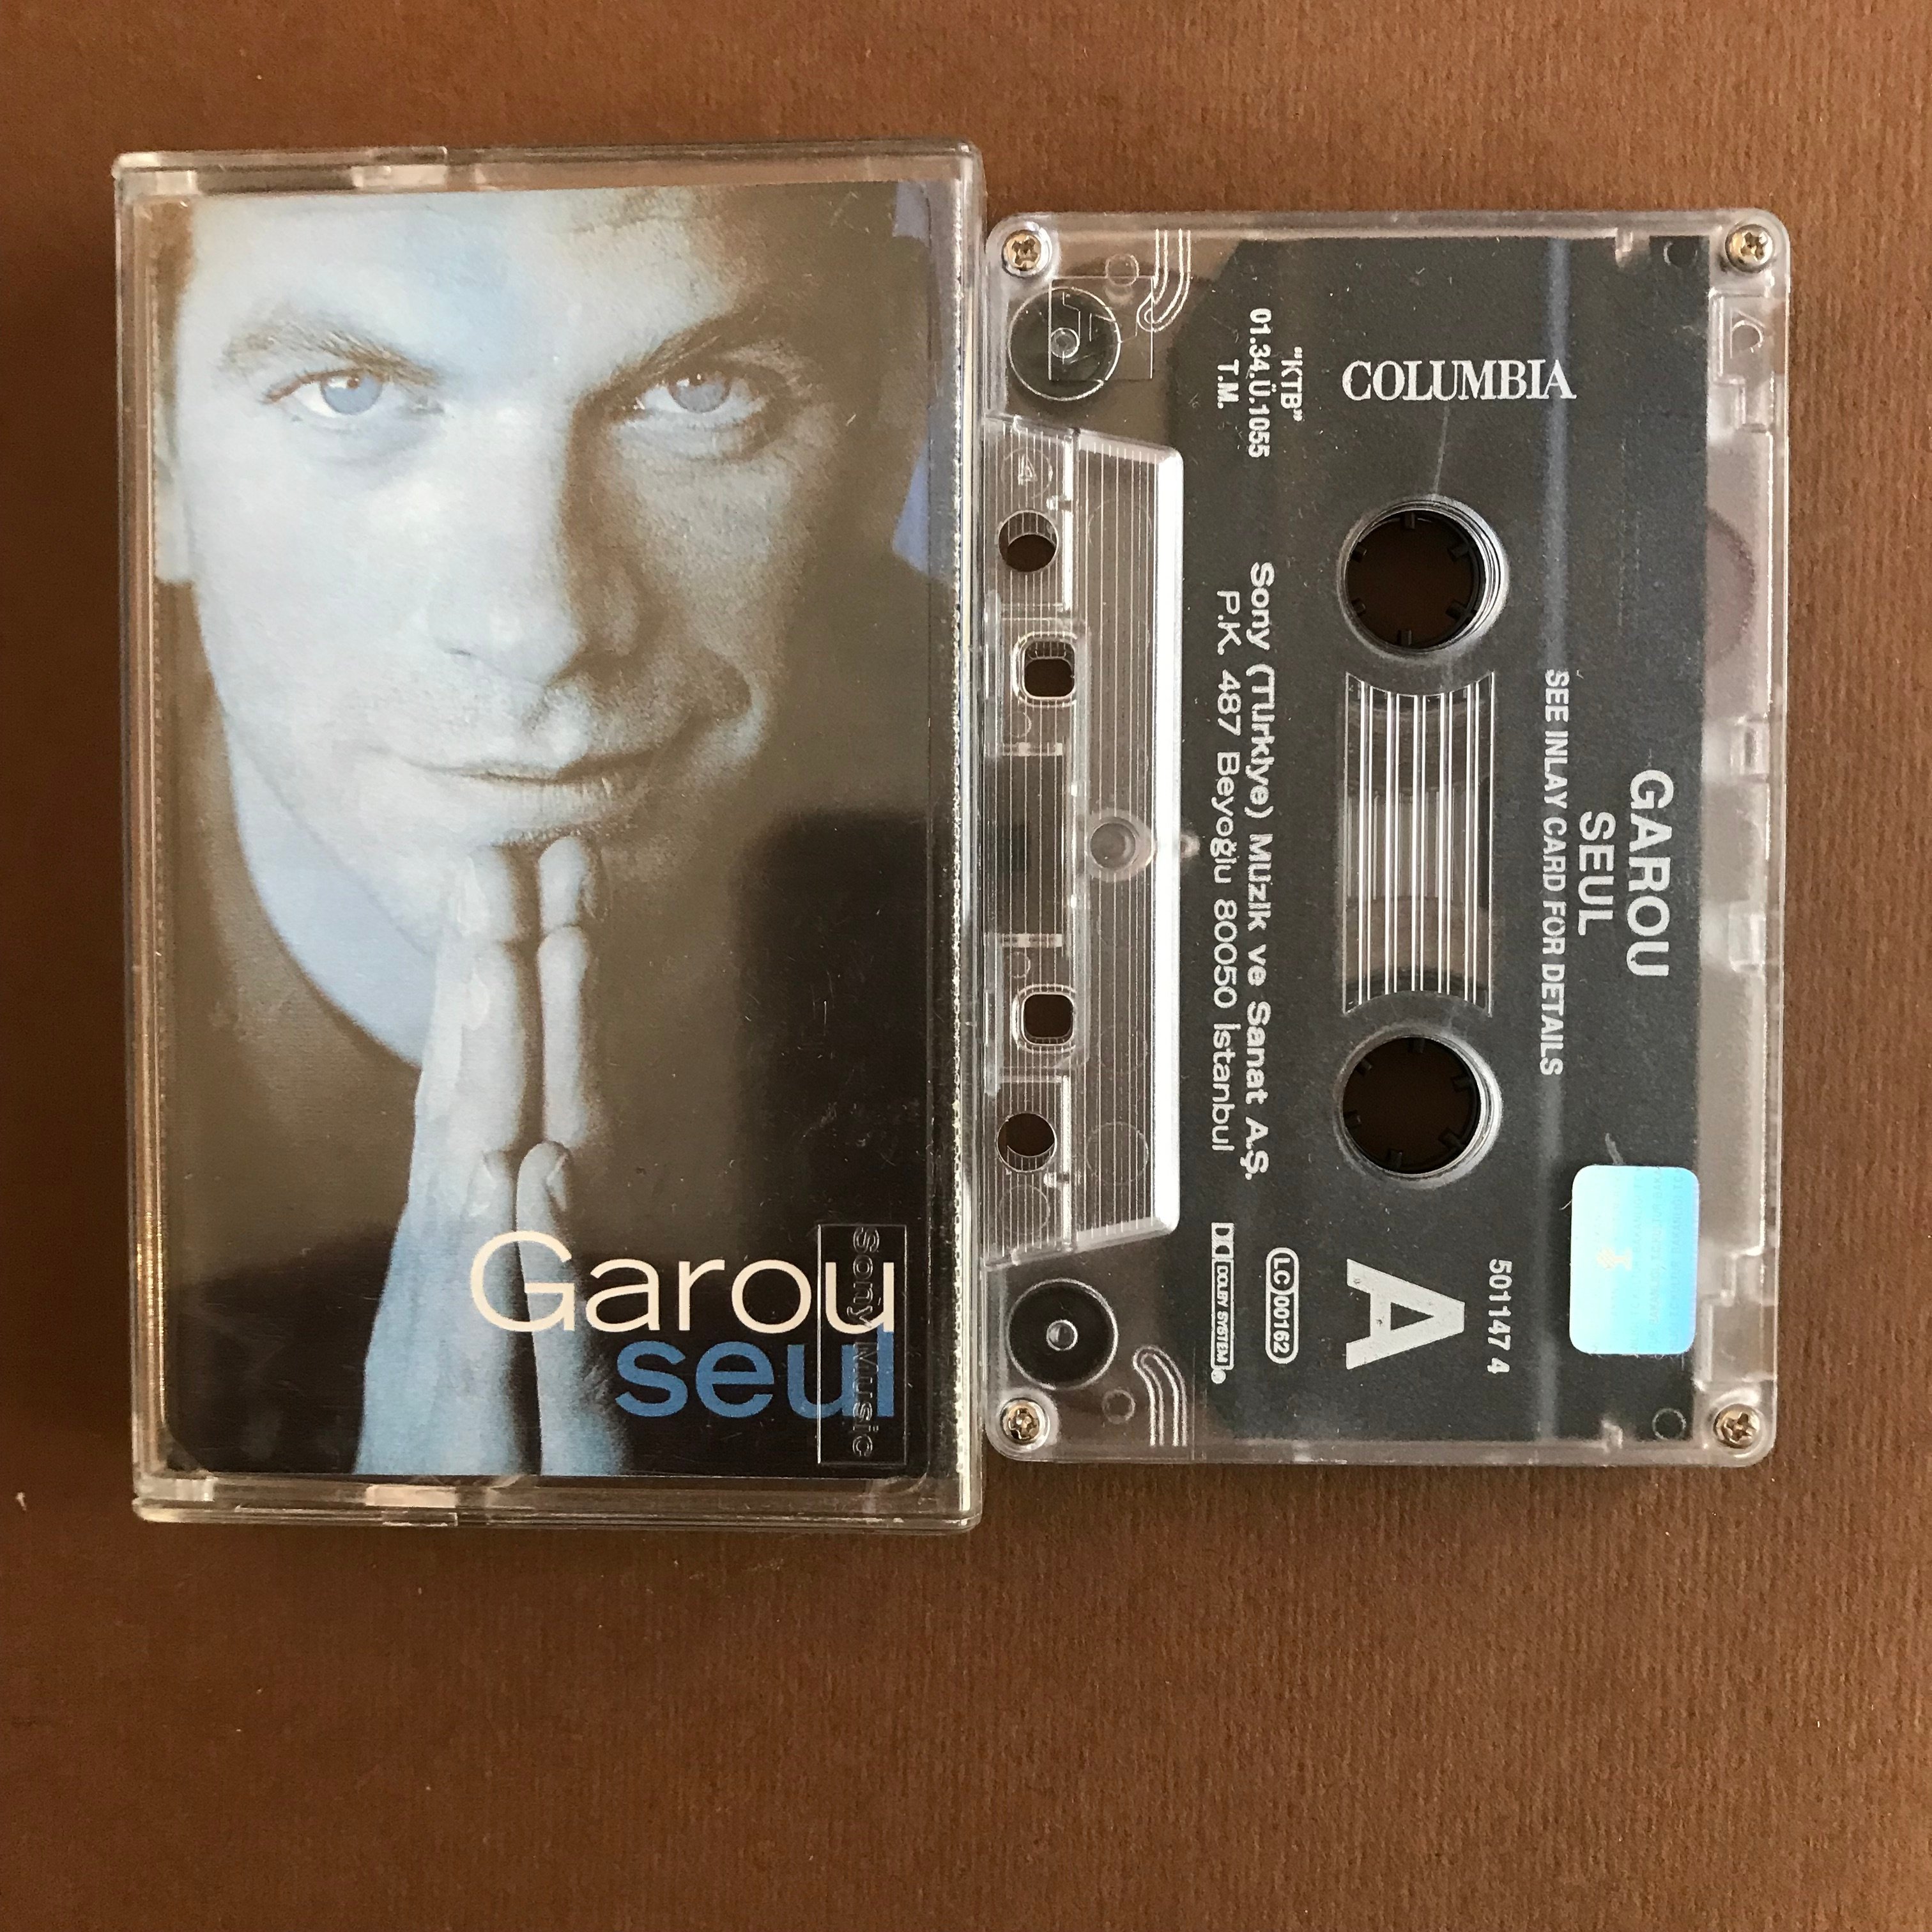 Garou
seul
Sony Music
COLUMBIA
"KTB"
01.34.Ü.1055
T.M.
GAROU
SEUL
SEE INLAY CARD FOR DETAILS
Sony (Türkiye) Müzik ve Sanat A.Ş.
P.K. 487 Beyoğlu 80050 İstanbul
501147 4
A
LC 00162
DOLBY SYSTEM®